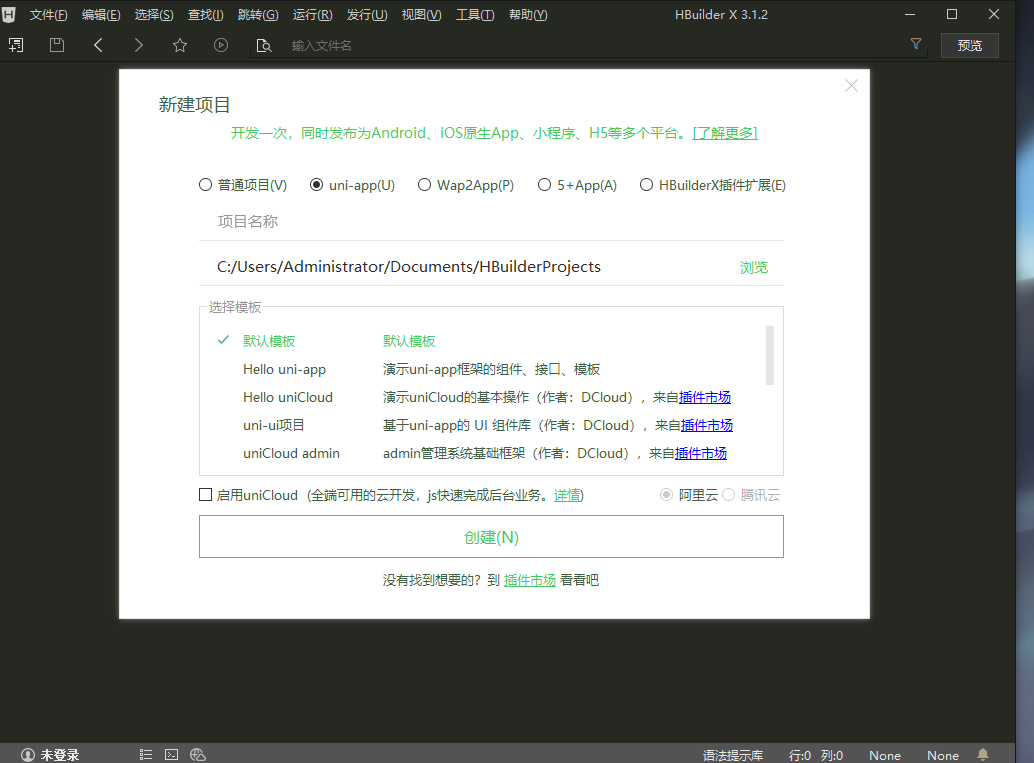 H 文件(F) 编辑(E) 选择(S) 查找(I) 跳转(G) 运行(R) 发行(U) 视图(V) 工具(T) 帮助(Y) HBuilder X 3.1.2
输入文件名 预览
新建项目
开发一次，同时发布为Android、iOS原生App、小程序、H5等多个平台。[了解更多]
普通项目(V) uni-app(U) Wap2App(P) 5+App(A) HBuilderX插件扩展(E)
项目名称
C:/Users/Administrator/Documents/HBuilderProjects 浏览
选择模板
默认模板 默认模板
Hello uni-app 演示uni-app框架的组件、接口、模板
Hello uniCloud 演示uniCloud的基本操作（作者：DCloud），来自插件市场
uni-ui项目 基于uni-app的 UI 组件库（作者：DCloud），来自插件市场
uniCloud admin admin管理系统基础框架（作者：DCloud），来自插件市场
启用uniCloud（全端可用的云开发，js快速完成后台业务。详情) 阿里云 腾讯云
创建(N)
没有找到想要的？到 插件市场 看看吧
未登录 语法提示库 行:0 列:0 None None